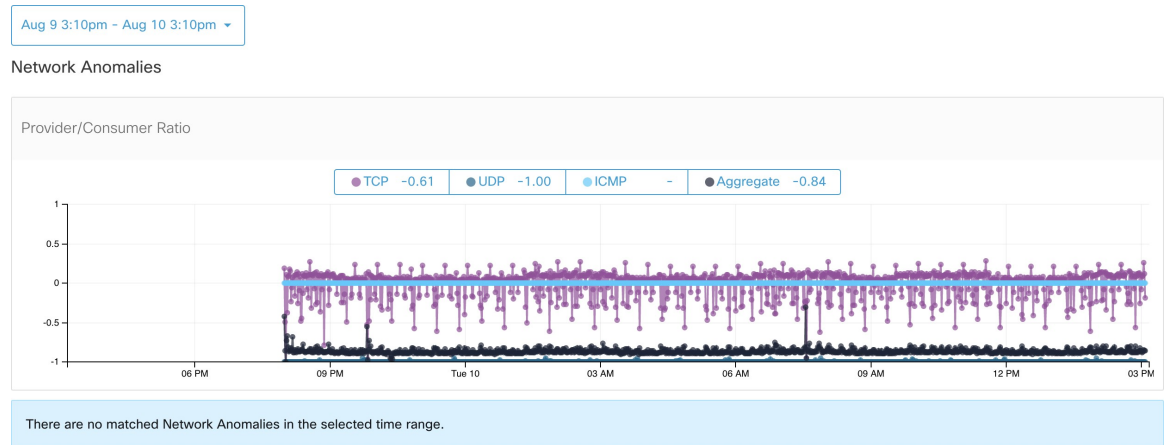 Aug 9 3:10pm - Aug 10 3:10pm
Network Anomalies
Provider/Consumer Ratio
TCP -0.61 UDP -1.00 ICMP - Aggregate -0.84
1
0.5
0
-0.5
-1
06 PM 09 PM Tue 10 03 AM 06 AM 09 AM 12 PM 03 PM
There are no matched Network Anomalies in the selected time range.